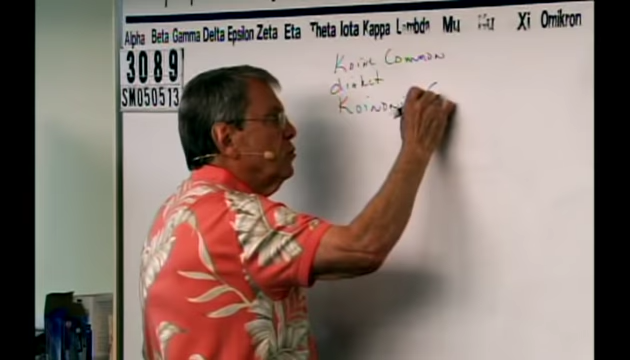 Alpha Beta Gamma Delta Epsilon Zeta Eta Theta Iota Kappa Lambda Mu Nu Xi Omikron
3089
SM050513
Koine Common
dialect